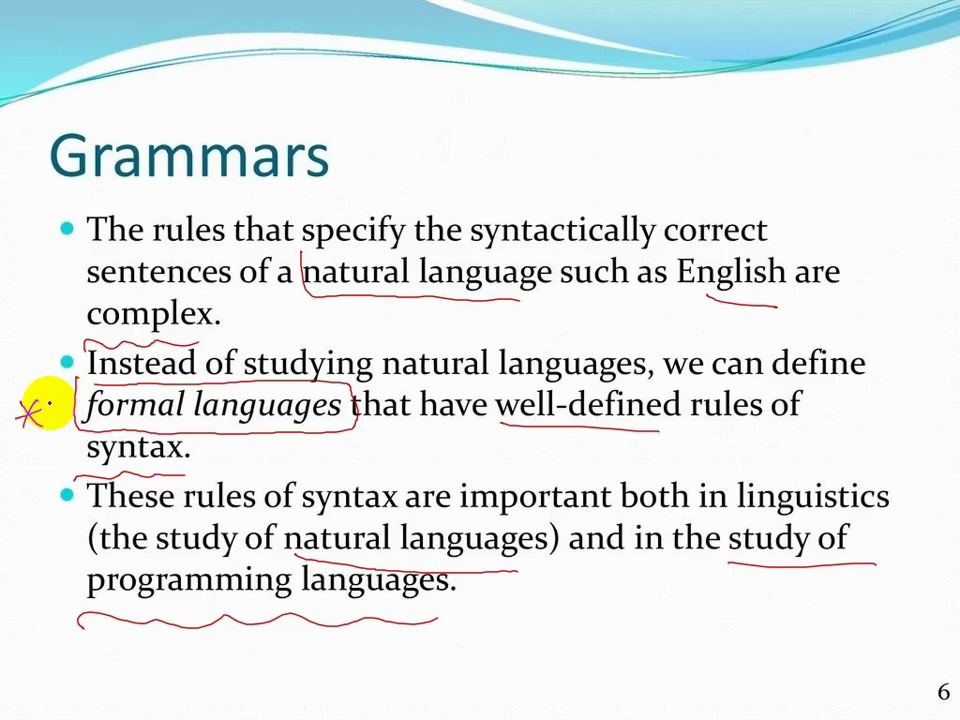 Grammars
• The rules that specify the syntactically correct
sentences of a natural language such as English are
complex.
• Instead of studying natural languages, we can define
formal languages that have well-defined rules of
syntax.
• These rules of syntax are important both in linguistics
(the study of natural languages) and in the study of
programming languages.
6